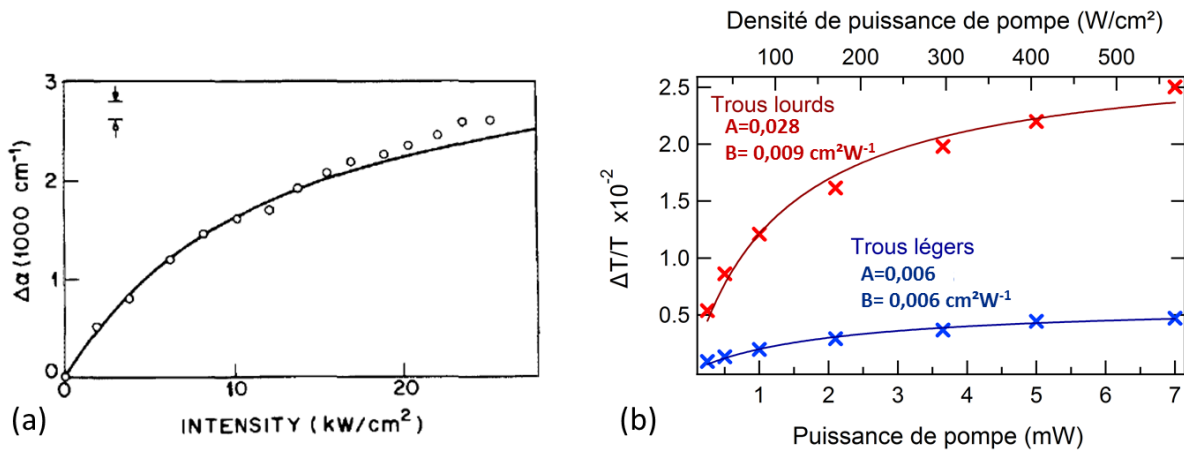 3
2
1
0
Δα (1000 cm⁻¹)
0
10
20
INTENSITY (kW/cm²)
(a)
Densité de puissance de pompe (W/cm²)
100
200
300
400
500
2.5
2.0
1.5
1.0
0.5
ΔT/T x10⁻²
Trous lourds
A=0,028
B= 0,009 cm²W⁻¹
Trous légers
A=0,006
B= 0,006 cm²W⁻¹
1
2
3
4
5
6
7
Puissance de pompe (mW)
(b)